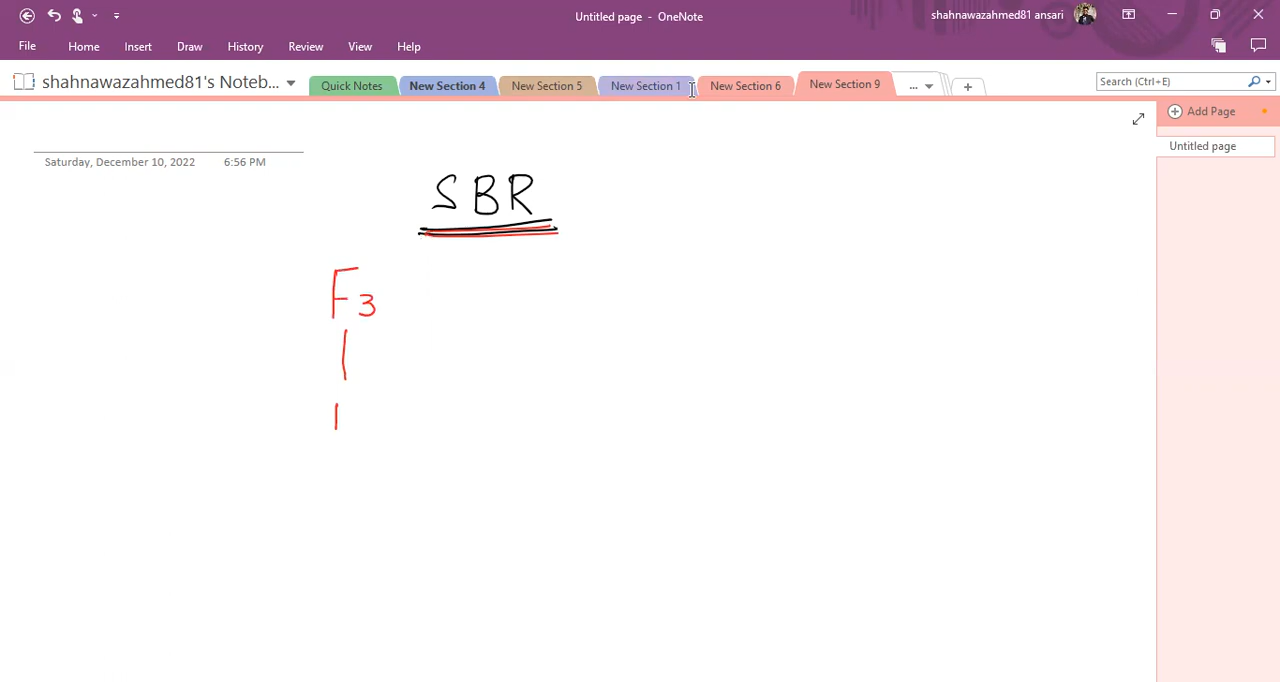 Untitled page - OneNote
shahnawazahmed81 ansari
File Home Insert Draw History Review View Help
shahnawazahmed81's Noteb... Quick Notes New Section 4 New Section 5 New Section 1 New Section 6 New Section 9 ... + Search (Ctrl+E)
Add Page
Untitled page
Saturday, December 10, 2022 6:56 PM
SBR
F3